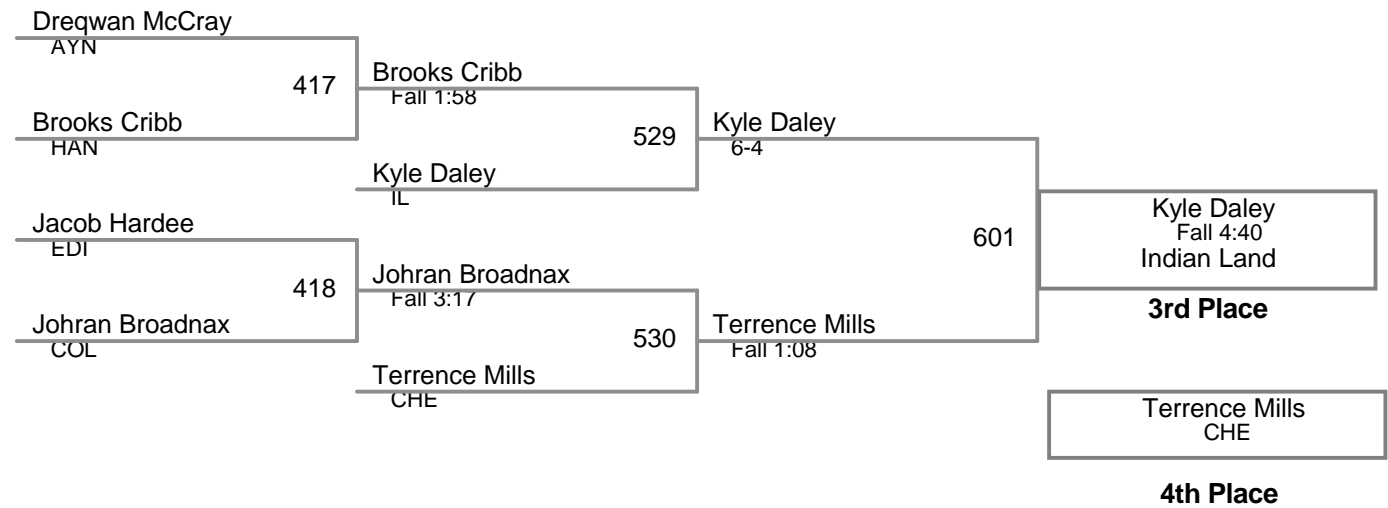 Dreqwan McCray
AYN
417
Brooks Cribb
Fall 1:58
Brooks Cribb
HAN
529
Kyle Daley
6-4
Kyle Daley
IL
Jacob Hardee
EDI
601
Kyle Daley
Fall 4:40
Indian Land
3rd Place
418
Johran Broadnax
Fall 3:17
Johran Broadnax
COL
530
Terrence Mills
Fall 1:08
Terrence Mills
CHE
Terrence Mills
CHE
4th Place